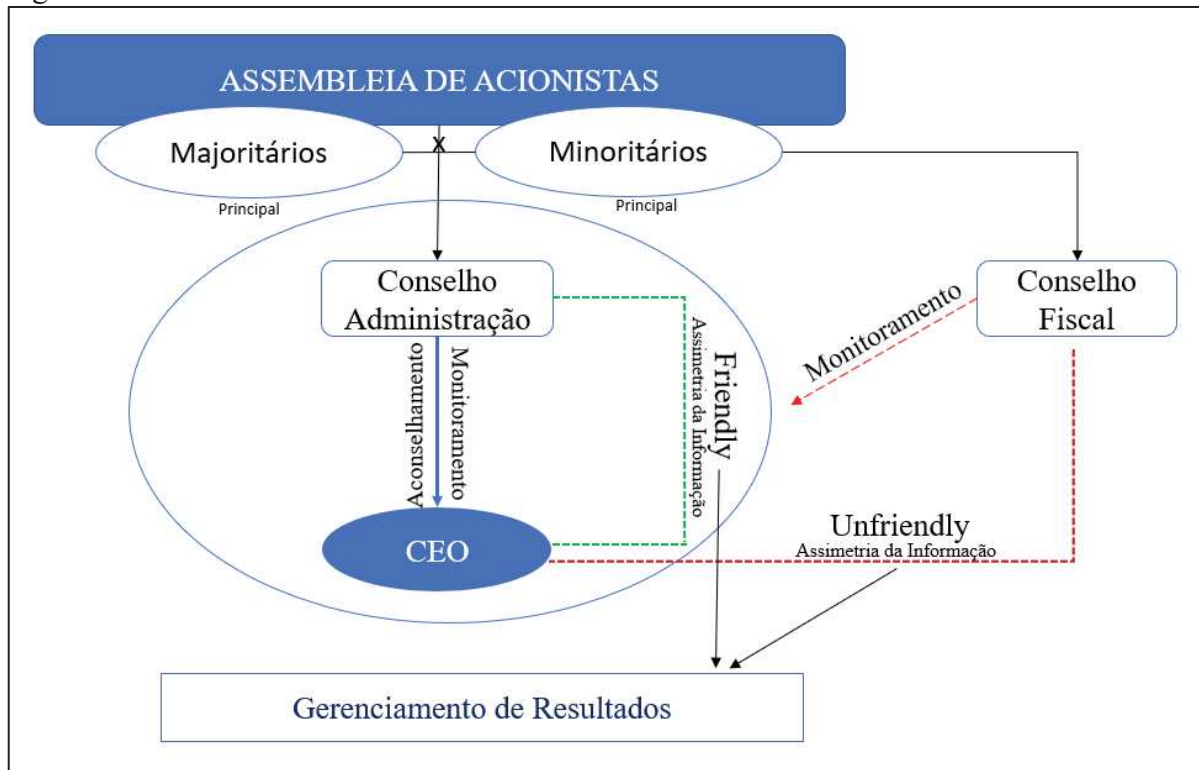 ASSEMBLEIA DE ACIONISTAS
Majoritários
X
Minoritários
Principal
Principal
Conselho
Administração
Conselho
Fiscal
Monitoramento
Aconselhamento
Monitoramento
Friendly
Assimetria da Informação
CEO
Unfriendly
Assimetria da Informação
Gerenciamento de Resultados